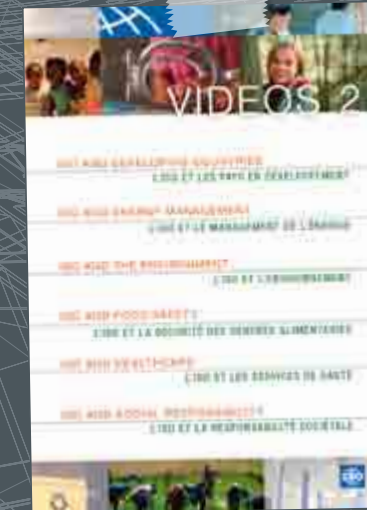 VIDEOS 2
ISO AND DEVELOPING COUNTRIES
L'ISO ET LES PAYS EN DÉVELOPPEMENT
ISO AND ENERGY MANAGEMENT
L'ISO ET LE MANAGEMENT DE L'ÉNERGIE
ISO AND THE ENVIRONMENT
L'ISO ET L'ENVIRONNEMENT
ISO AND FOOD SAFETY
L'ISO ET LA SÉCURITÉ DES DENRÉES ALIMENTAIRES
ISO AND HEALTHCARE
L'ISO ET LES SERVICES DE SANTÉ
ISO AND SOCIAL RESPONSIBILITY
L'ISO ET LA RESPONSABILITÉ SOCIÉTALE
ISO